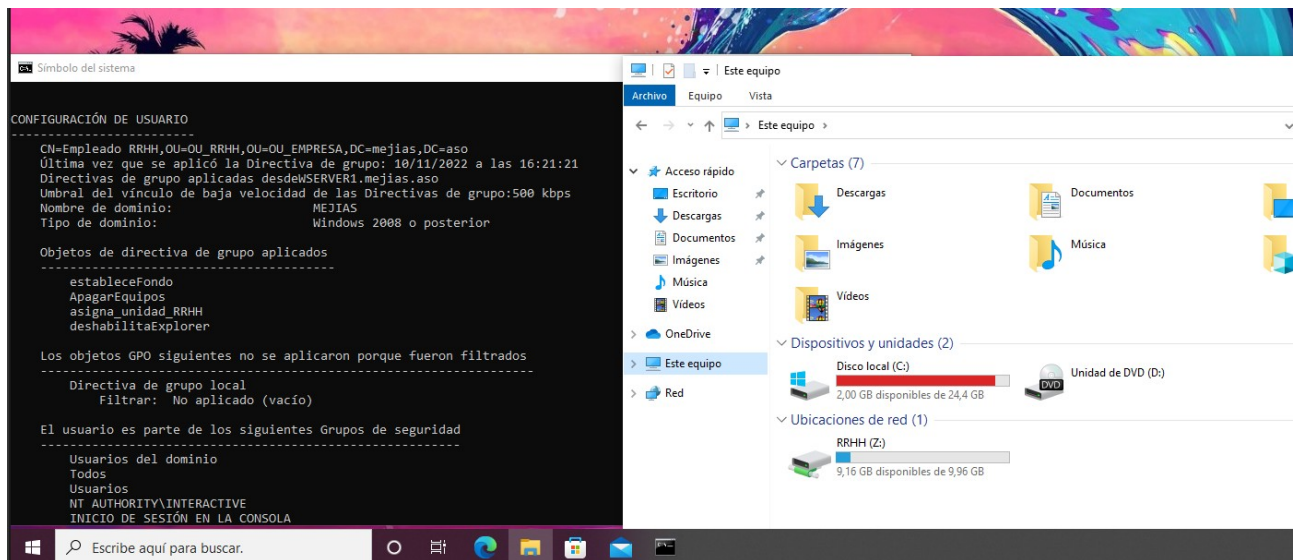 Símbolo del sistema
CONFIGURACIÓN DE USUARIO
-------------------------
CN=Empleado RRHH,OU=OU_RRHH,OU=OU_EMPRESA,DC=mejias,DC=aso
Última vez que se aplicó la Directiva de grupo: 10/11/2022 a las 16:21:21
Directivas de grupo aplicadas desdeWSERVER1.mejias.aso
Umbral del vínculo de baja velocidad de las Directivas de grupo:500 kbps
Nombre de dominio: MEJIAS
Tipo de dominio: Windows 2008 o posterior
Objetos de directiva de grupo aplicados
----------------------------------------
estableceFondo
ApagarEquipos
asigna_unidad_RRHH
deshabilitaExplorer
Los objetos GPO siguientes no se aplicaron porque fueron filtrados
-------------------------------------------------------------------
Directiva de grupo local
Filtrar: No aplicado (vacío)
El usuario es parte de los siguientes Grupos de seguridad
---------------------------------------------------------
Usuarios del dominio
Todos
Usuarios
NT AUTHORITY\INTERACTIVE
INICIO DE SESIÓN EN LA CONSOLA
Este equipo
Archivo Equipo Vista
Este equipo
Acceso rápido
Escritorio
Descargas
Documentos
Imágenes
Música
Vídeos
OneDrive
Este equipo
Red
Carpetas (7)
Descargas Documentos
Imágenes Música
Vídeos
Dispositivos y unidades (2)
Disco local (C:)
2,00 GB disponibles de 24,4 GB
Unidad de DVD (D:)
DVD
Ubicaciones de red (1)
RRHH (Z:)
9,16 GB disponibles de 9,96 GB
Escribe aquí para buscar.